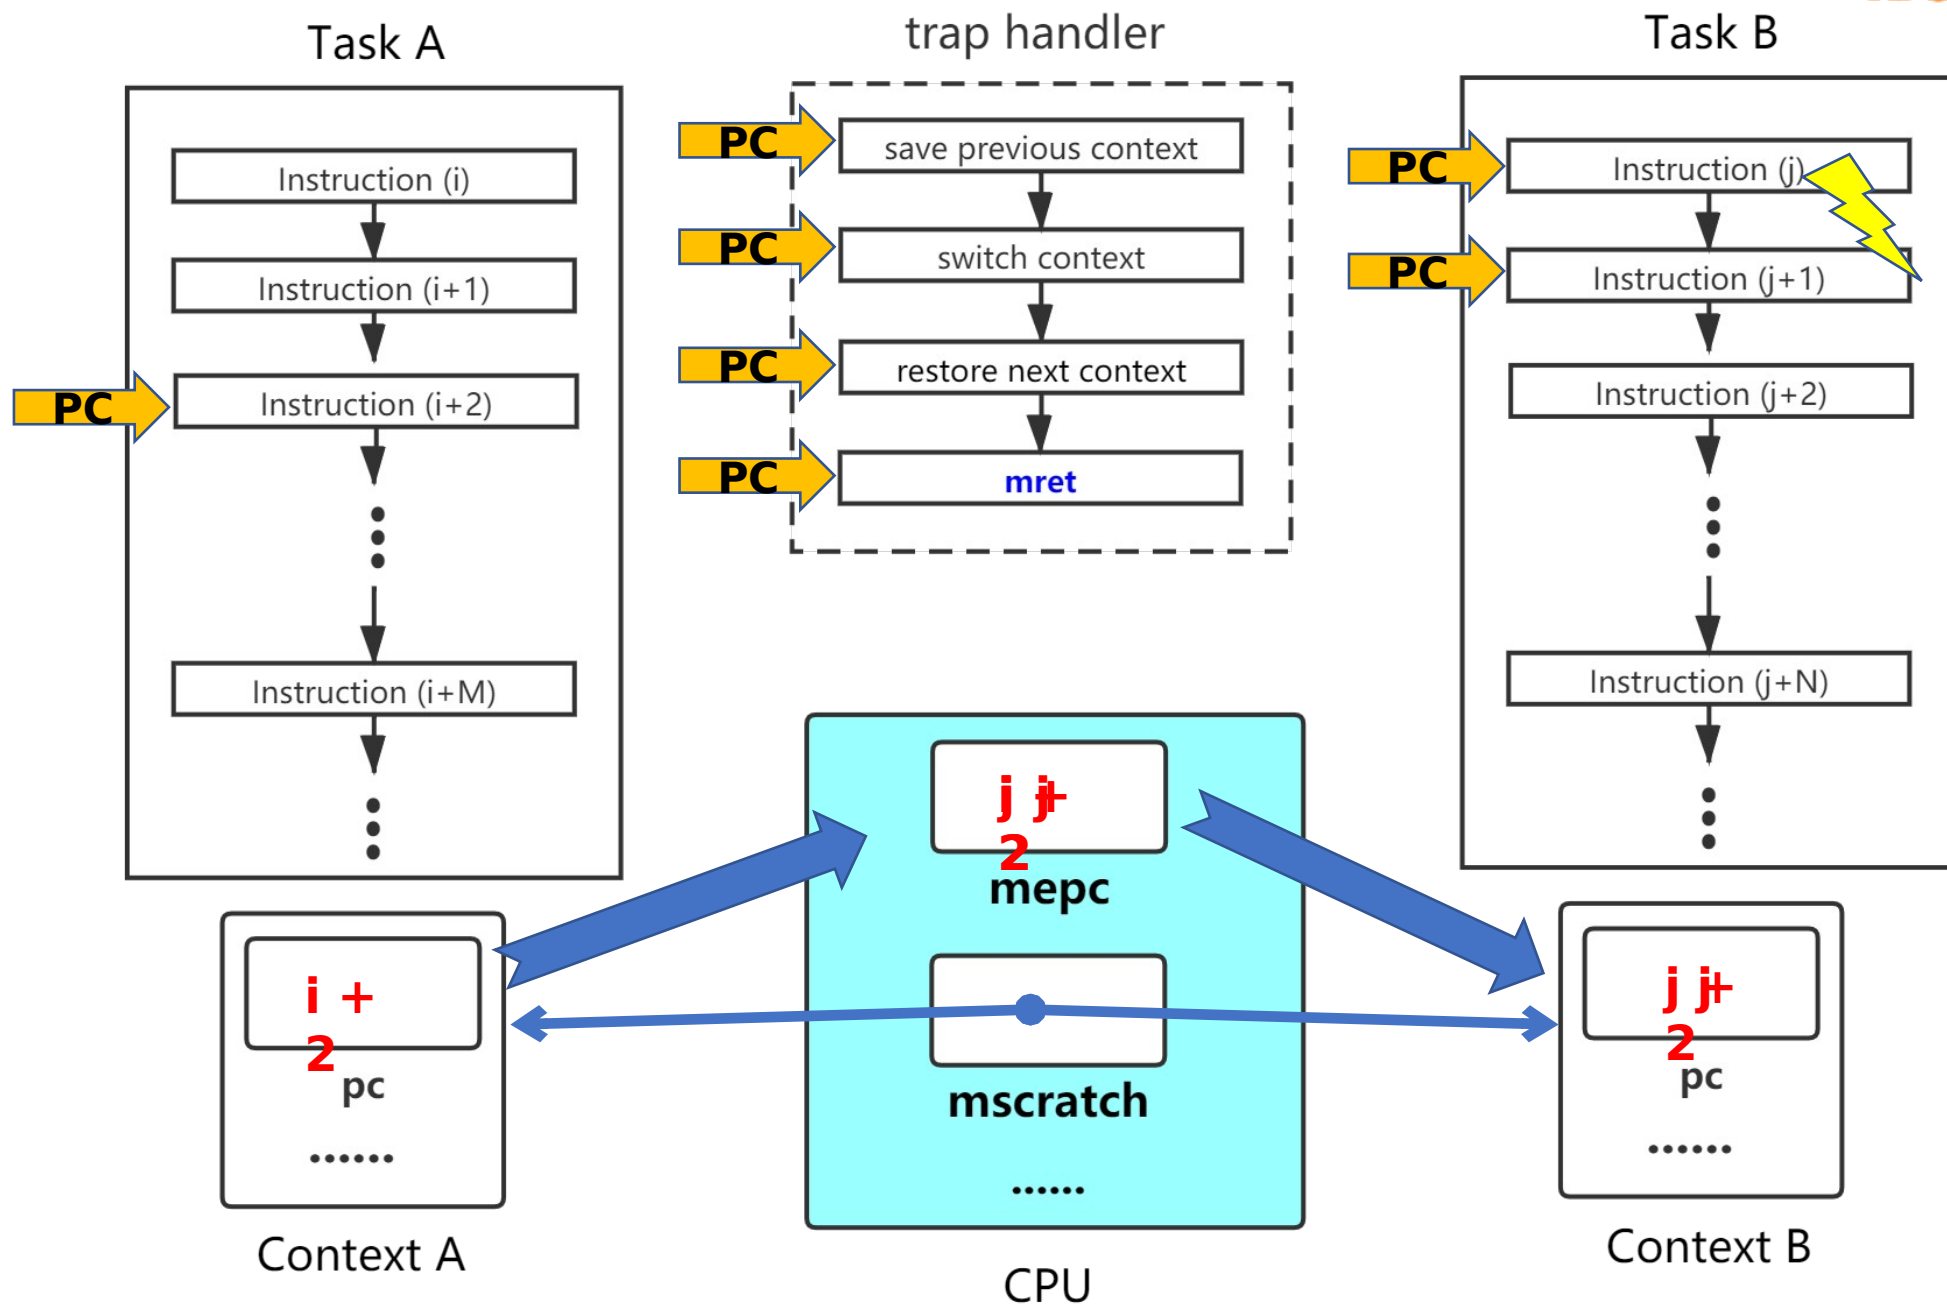 Task A
trap handler
Task B
Instruction (i)
Instruction (i+1)
PC
Instruction (i+2)
Instruction (i+M)
PC
save previous context
PC
switch context
PC
restore next context
PC
mret
PC
Instruction (j)
PC
Instruction (j+1)
Instruction (j+2)
Instruction (j+N)
i +
2
pc
......
Context A
j j+
2
mepc
mscratch
......
CPU
j j+
2
pc
......
Context B